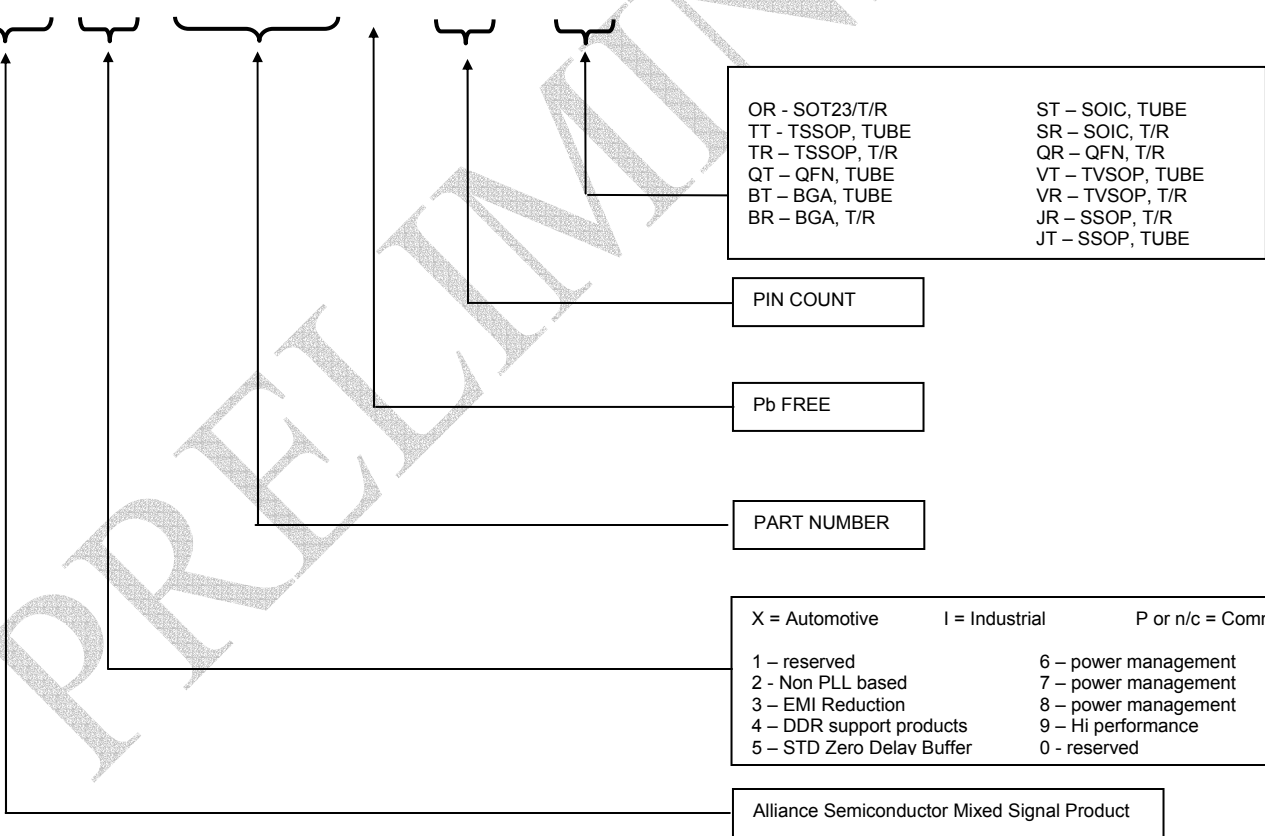 OR - SOT23/T/R ST – SOIC, TUBE
TT - TSSOP, TUBE SR – SOIC, T/R
TR – TSSOP, T/R QR – QFN, T/R
QT – QFN, TUBE VT – TVSOP, TUBE
BT – BGA, TUBE VR – TVSOP, T/R
BR – BGA, T/R JR – SSOP, T/R
JT – SSOP, TUBE
PIN COUNT
Pb FREE
PART NUMBER
X = Automotive I = Industrial P or n/c =
1 – reserved 6 – power management
2 - Non PLL based 7 – power management
3 – EMI Reduction 8 – power management
4 – DDR support products 9 – Hi performance
5 – STD Zero Delay Buffer 0 - reserved
Alliance Semiconductor Mixed Signal Product